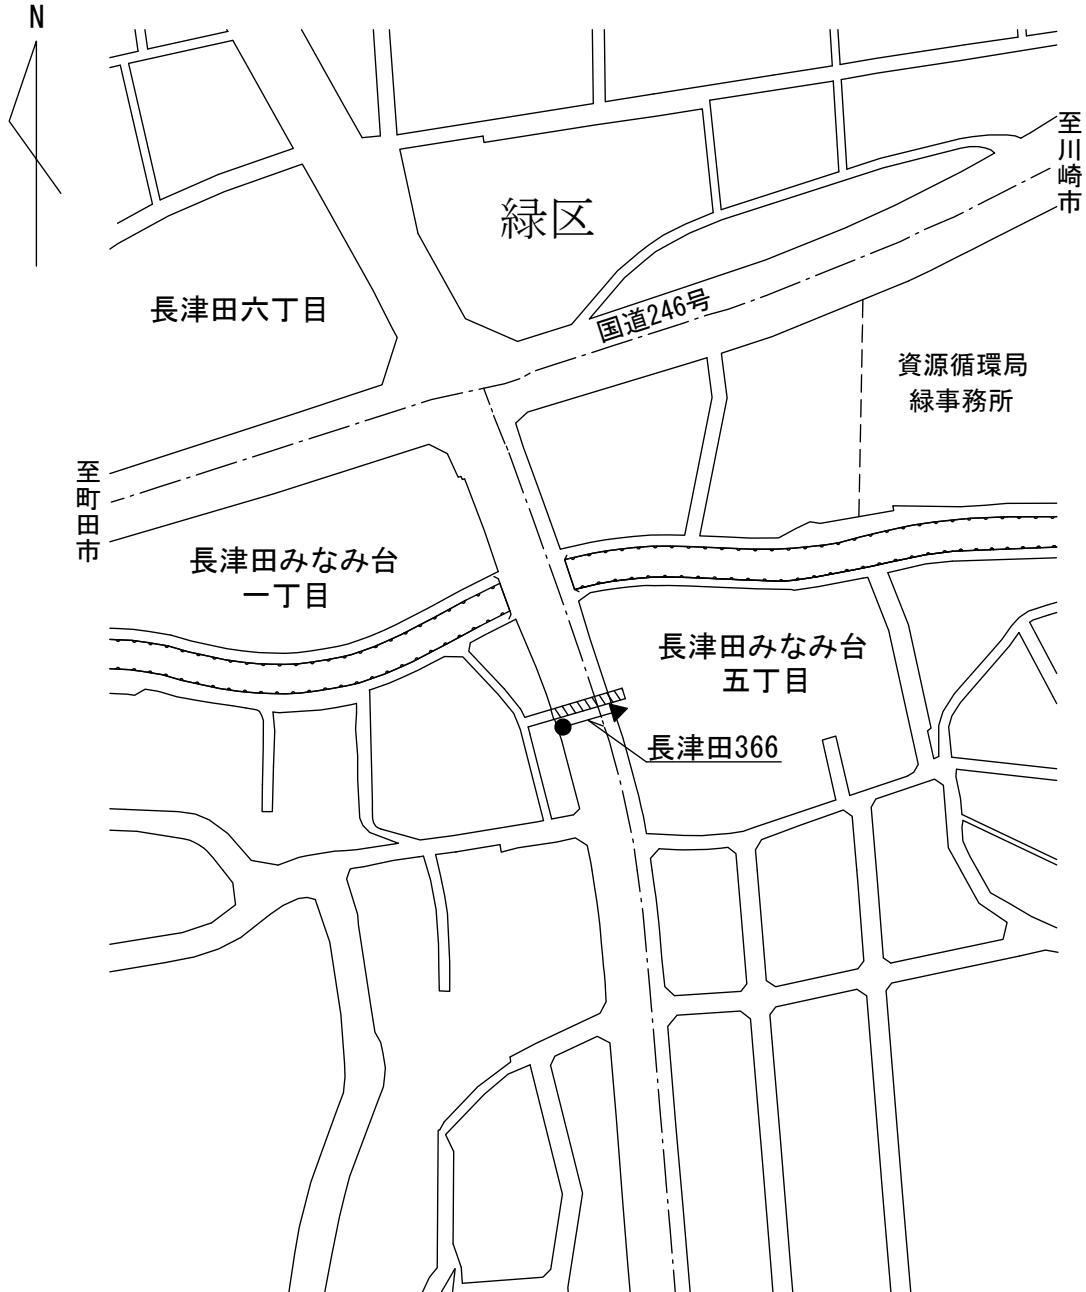 N
至川崎市
緑区
長津田六丁目
国道246号
資源循環局
緑事務所
至町田市
長津田みなみ台
一丁目
長津田みなみ台
五丁目
長津田366